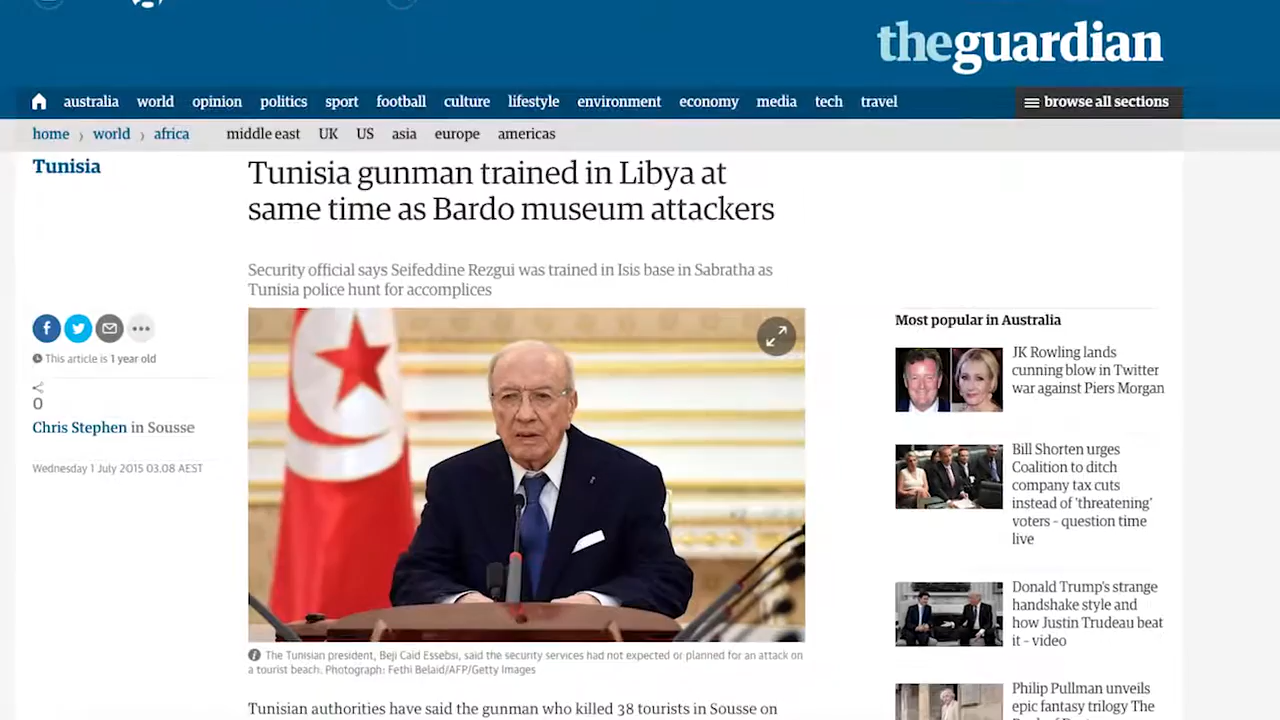 theguardian
australia world opinion politics sport football culture lifestyle environment economy media tech travel browse all sections
home › world › africa middle east UK US asia europe americas
Tunisia
Tunisia gunman trained in Libya at
same time as Bardo museum attackers
Security official says Seifeddine Rezgui was trained in Isis base in Sabratha as
Tunisia police hunt for accomplices
This article is 1 year old
0
Chris Stephen in Sousse
Wednesday 1 July 2015 03.08 AEST
The Tunisian president, Beji Caid Essebsi, said the security services had not expected or planned for an attack on
a tourist beach. Photograph: Fethi Belaid/AFP/Getty Images
Tunisian authorities have said the gunman who killed 38 tourists in Sousse on
Most popular in Australia
JK Rowling lands
cunning blow in Twitter
war against Piers Morgan
Bill Shorten urges
Coalition to ditch
company tax cuts
instead of 'threatening'
voters – question time
live
Donald Trump's strange
handshake style and
how Justin Trudeau beat
it – video
Philip Pullman unveils
epic fantasy trilogy The